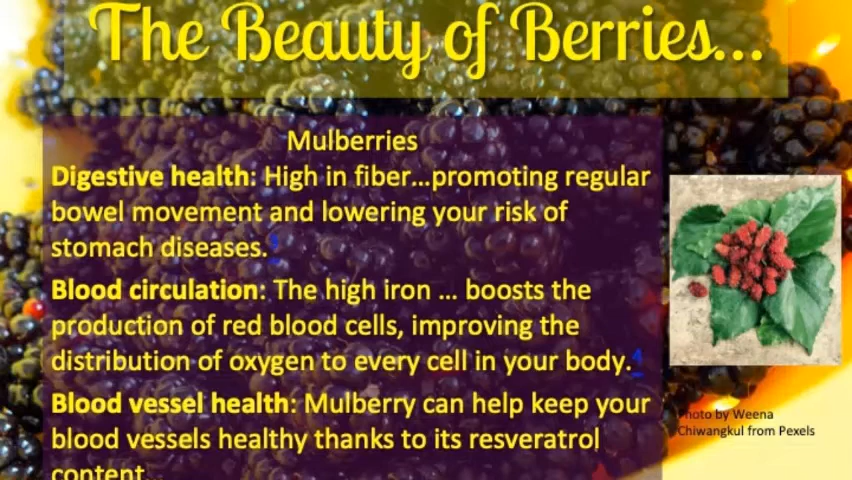 The Beauty of Berries...
Mulberries
Digestive health: High in fiber...promoting regular
bowel movement and lowering your risk of
stomach diseases.
Blood circulation: The high iron ... boosts the
production of red blood cells, improving the
distribution of oxygen to every cell in your body.4
Blood vessel health: Mulberry can help keep your
blood vessels healthy thanks to its resveratrol
content.
Photo by Weena
Chiwangkul from Pexels